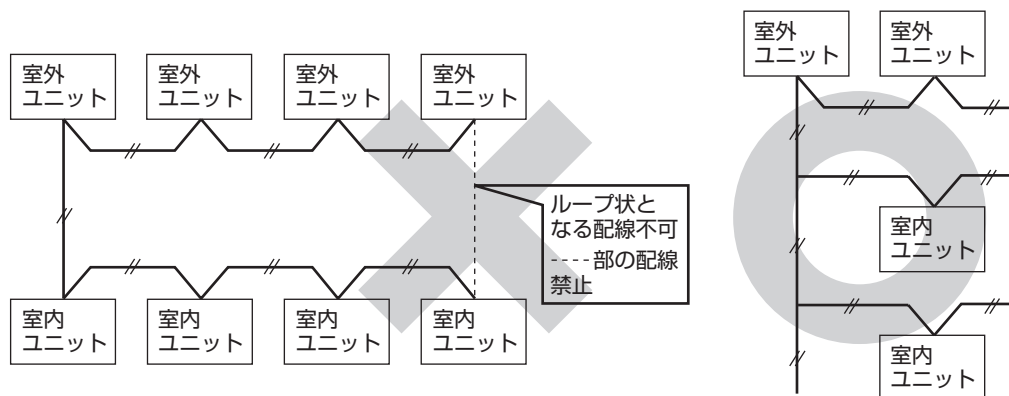 室外
ユニット
室外
ユニット
室外
ユニット
室外
ユニット
ループ状と
なる配線不可
-----部の配線
禁止
室内
ユニット
室内
ユニット
室内
ユニット
室内
ユニット
室外
ユニット
室外
ユニット
室内
ユニット
室内
ユニット